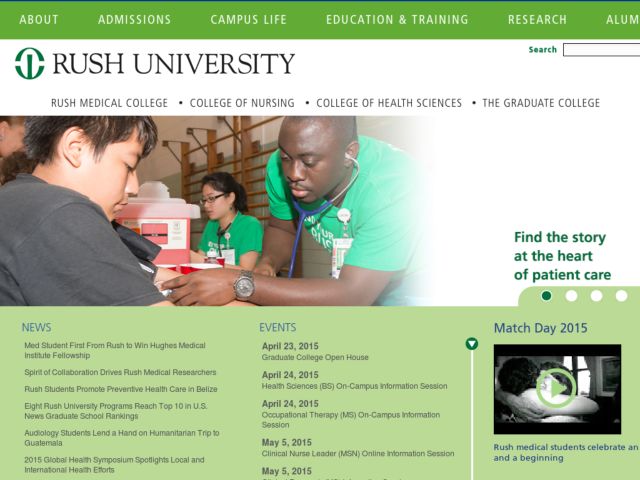 ABOUT ADMISSIONS CAMPUS LIFE EDUCATION & TRAINING RESEARCH ALUM
Search
RUSH UNIVERSITY
RUSH MEDICAL COLLEGE • COLLEGE OF NURSING • COLLEGE OF HEALTH SCIENCES • THE GRADUATE COLLEGE
Find the story
at the heart
of patient care
NEWS
Med Student First From Rush to Win Hughes Medical
Institute Fellowship
Spirit of Collaboration Drives Rush Medical Researchers
Rush Students Promote Preventive Health Care in Belize
Eight Rush University Programs Reach Top 10 in U.S.
News Graduate School Rankings
Audiology Students Lend a Hand on Humanitarian Trip to
Guatemala
2015 Global Health Symposium Spotlights Local and
International Health Efforts
EVENTS
April 23, 2015
Graduate College Open House
April 24, 2015
Health Sciences (BS) On-Campus Information Session
April 24, 2015
Occupational Therapy (MS) On-Campus Information
Session
May 5, 2015
Clinical Nurse Leader (MSN) Online Information Session
May 5, 2015
Match Day 2015
Rush medical students celebrate an
and a beginning